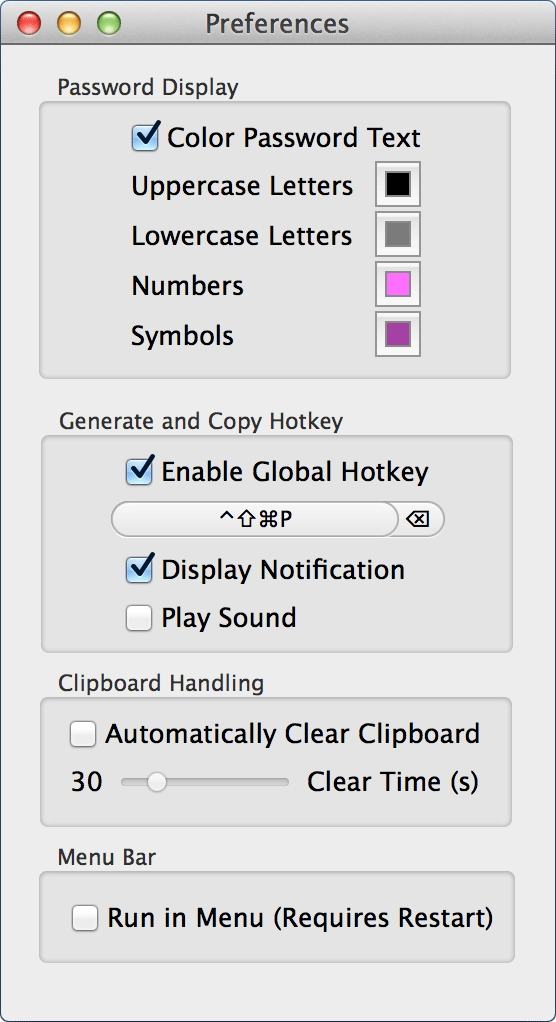 Preferences
Password Display
Color Password Text
Uppercase Letters
Lowercase Letters
Numbers
Symbols
Generate and Copy Hotkey
Enable Global Hotkey
^⇧⌘P ⌫
Display Notification
Play Sound
Clipboard Handling
Automatically Clear Clipboard
30 Clear Time (s)
Menu Bar
Run in Menu (Requires Restart)